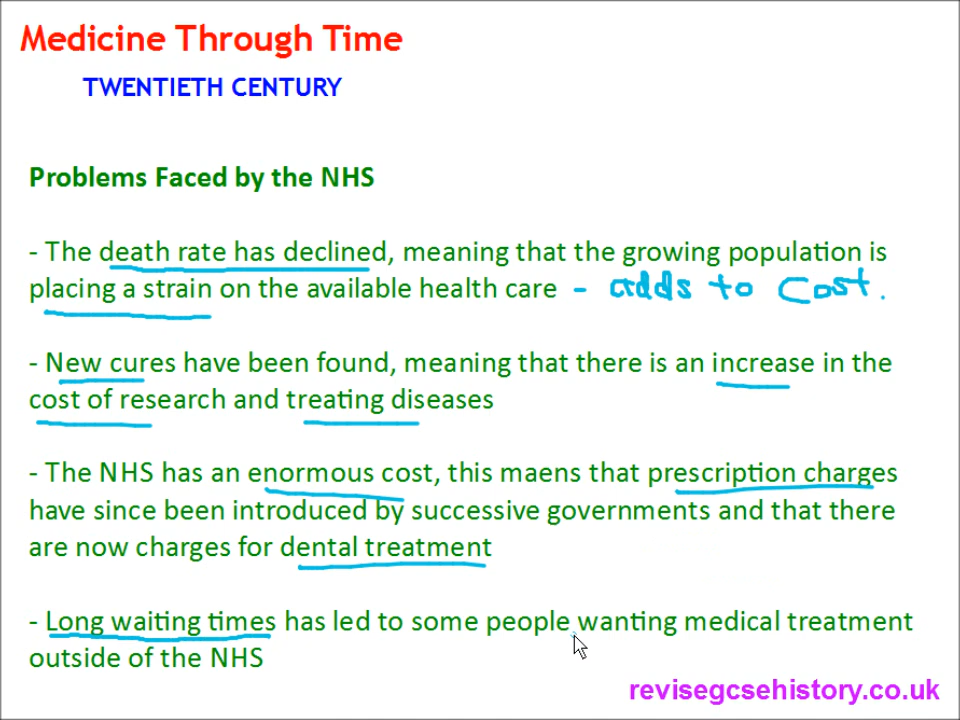 Medicine Through Time
TWENTIETH CENTURY
Problems Faced by the NHS
- The death rate has declined, meaning that the growing population is
placing a strain on the available health care - adds to cost.
- New cures have been found, meaning that there is an increase in the
cost of research and treating diseases
- The NHS has an enormous cost, this maens that prescription charges
have since been introduced by successive governments and that there
are now charges for dental treatment
- Long waiting times has led to some people wanting medical treatment
outside of the NHS
revisegcsehistory.co.uk